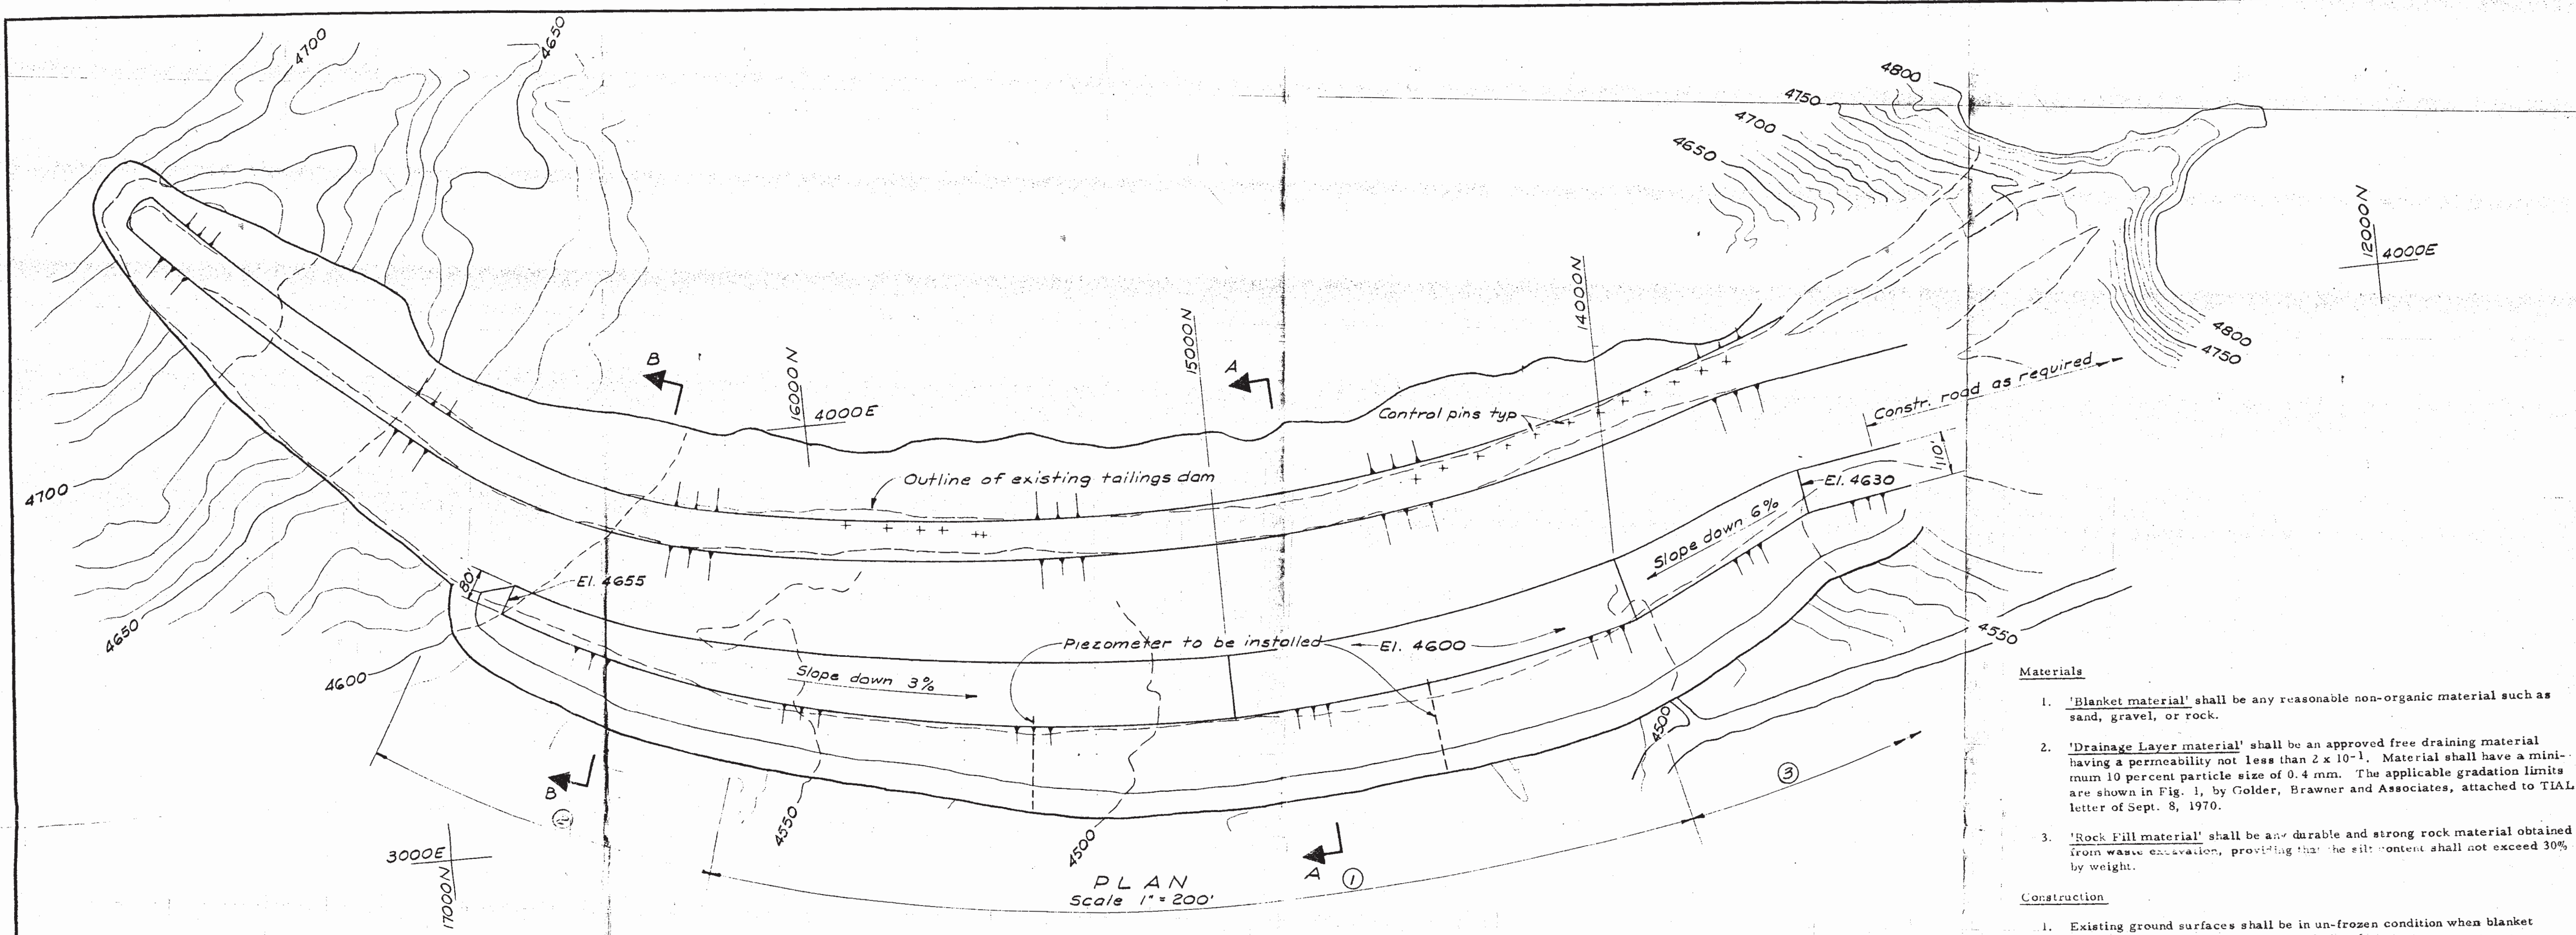 4700
4650
4800
4750
4700
4650
12000N
4000E
14000N
15000N
16000N
4000E
B
A
4800
4750
Constr. road as required
Control pins typ
110'
Outline of existing tailings dam
El. 4630
Slope down 6%
4700
80'
El. 4655
4650
4600
Piezometer to be installed
El. 4600
4550
Slope down 3%
4500
4550
4500
B
A
3
1
3000E
17000N
PLAN
Scale 1" = 200'
Materials
1. 'Blanket material' shall be any reasonable non-organic material such as
sand, gravel, or rock.
2. 'Drainage Layer material' shall be an approved free draining material
having a permeability not less than 2 x 10-1. Material shall have a mini-
mum 10 percent particle size of 0.4 mm. The applicable gradation limits
are shown in Fig. 1, by Golder, Brawner and Associates, attached to TIAL
letter of Sept. 8, 1970.
3. 'Rock Fill material' shall be any durable and strong rock material obtained
from waste excavation, providing that the silt content shall not exceed 30%
by weight.
Construction
1. Existing ground surfaces shall be in un-frozen condition when blanket